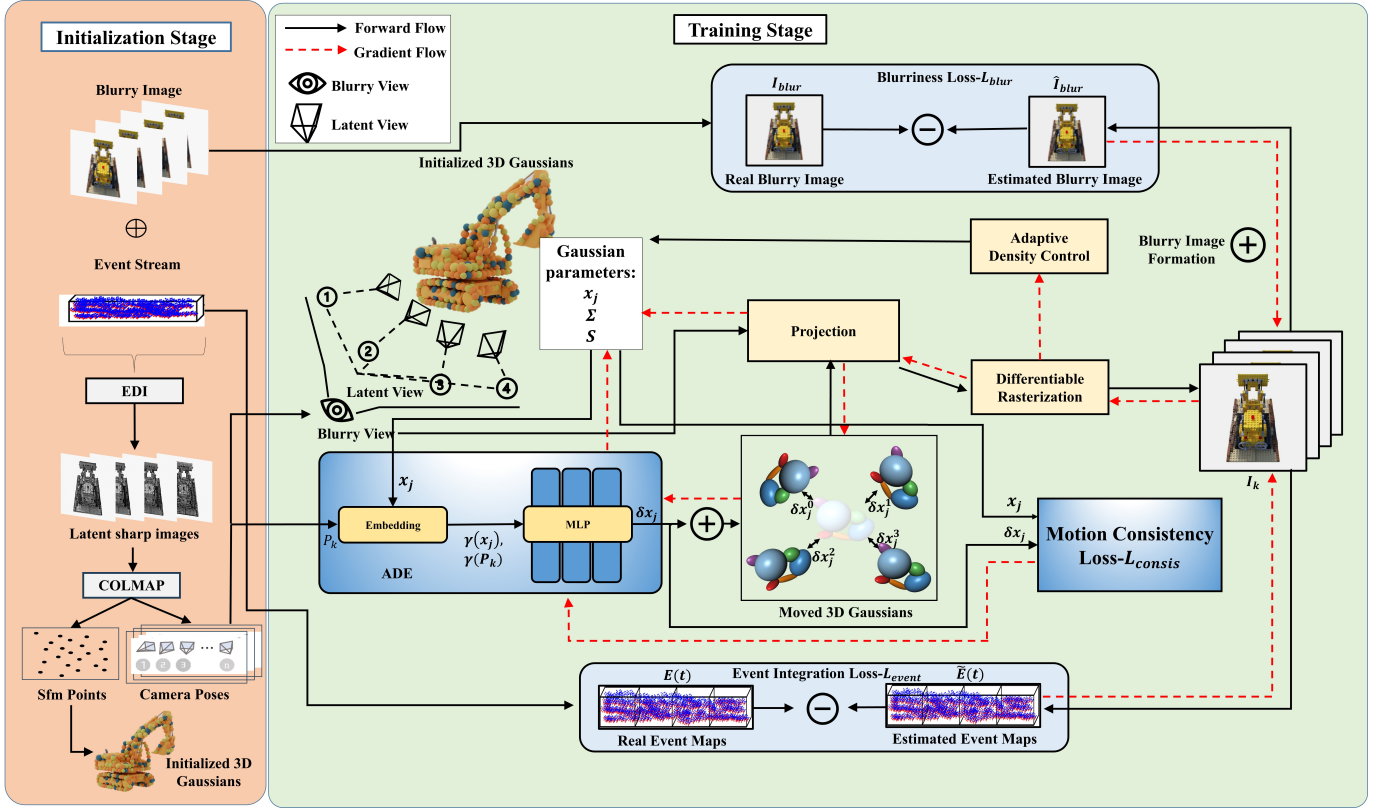 Initialization Stage
Blurry Image
Event Stream
EDI
Latent sharp images
COLMAP
Sfm Points
Camera Poses
Initialized 3D
Gaussians
Forward Flow
Gradient Flow
Blurry View
Latent View
Training Stage
Blurriness Loss-L_blur
I_blur
Î_blur
Real Blurry Image
Estimated Blurry Image
Initialized 3D Gaussians
Gaussian
parameters:
x_j
Σ
S
Adaptive
Density Control
Blurry Image
Formation
1
2
3
4
Latent View
Blurry View
Projection
Differentiable
Rasterization
I_k
x_j
P_k
Embedding
γ(x_j),
γ(P_k)
MLP
δx_j
ADE
δx_j^0
δx_j^1
δx_j^2
δx_j^3
Moved 3D Gaussians
x_j
δx_j
Motion Consistency
Loss-L_consis
Event Integration Loss-L_event
E(t)
Ẽ(t)
Real Event Maps
Estimated Event Maps